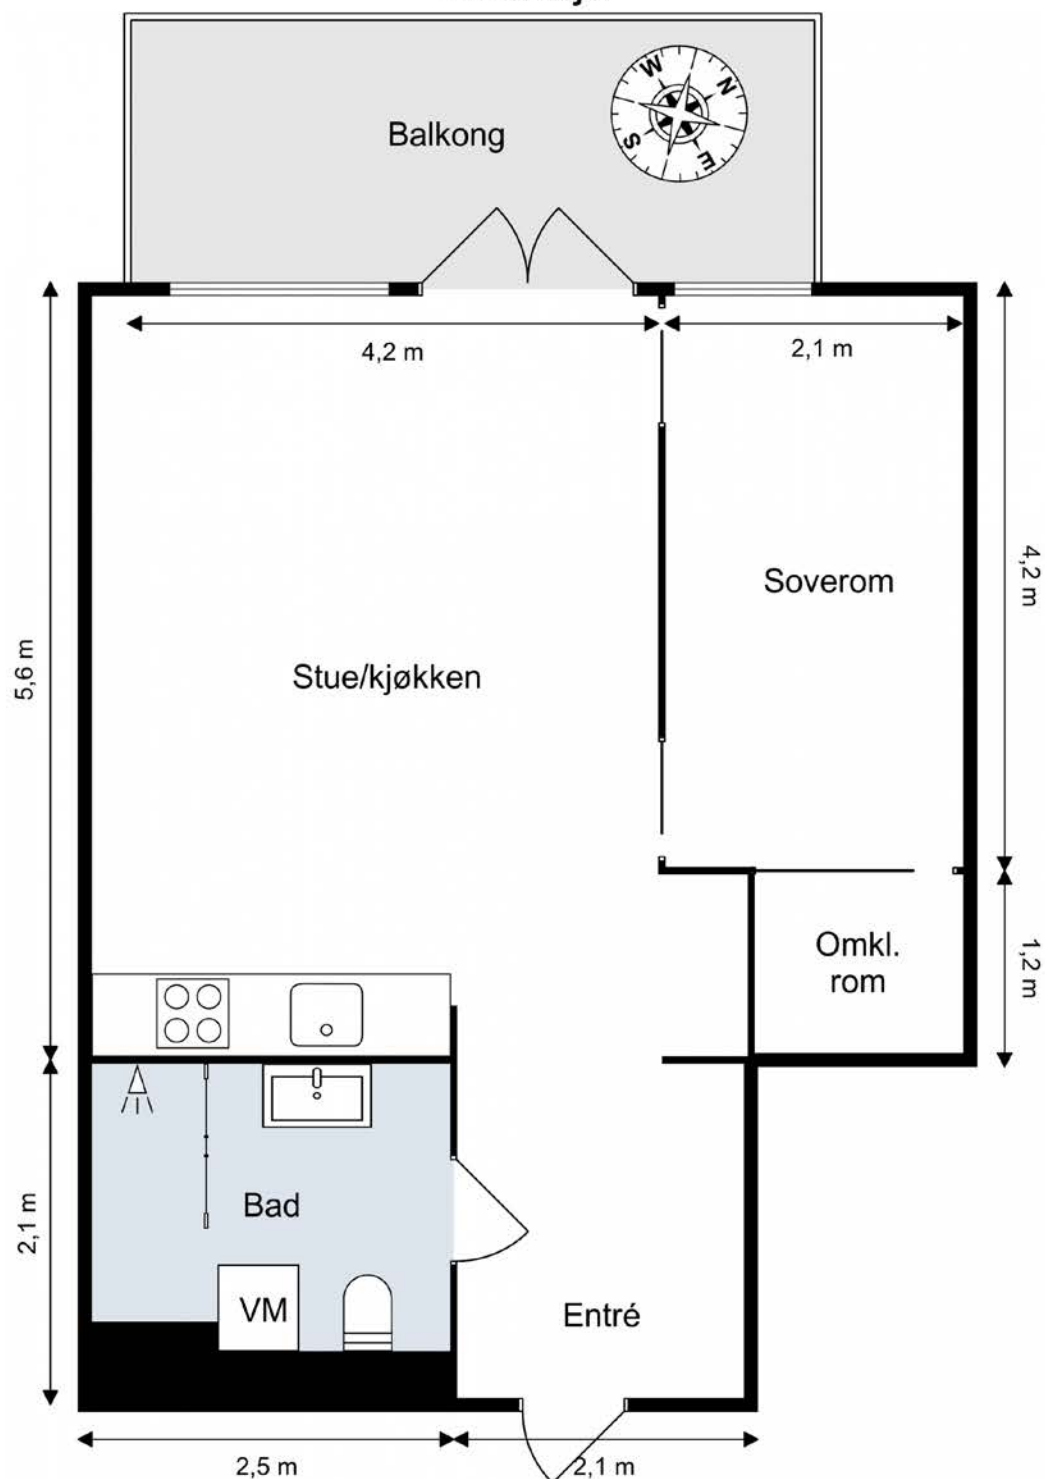 W
N
Balkong
S
E
4,2 m
2,1 m
4,2 m
Soverom
5,6 m
Stue/kjøkken
Omkl.
rom
1,2 m
Bad
2,1 m
VM
Entré
2,5 m
2,1 m